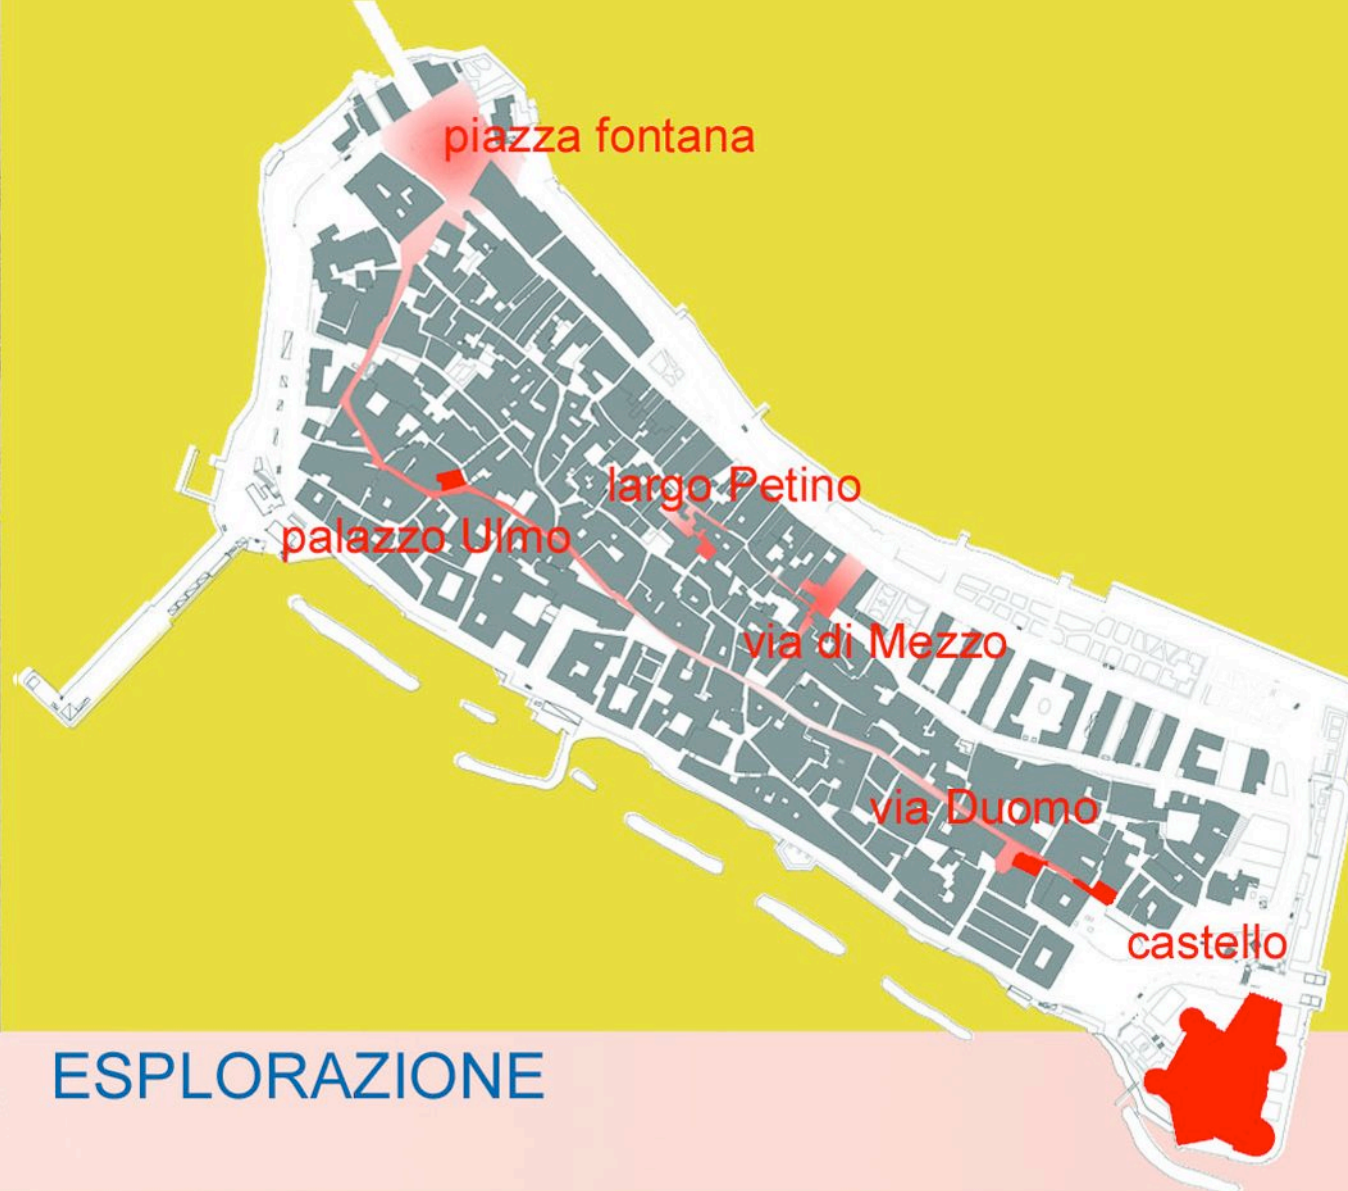 piazza fontana
largo Petino
palazzo Ulmo
via di Mezzo
via Duomo
castello
ESPLORAZIONE